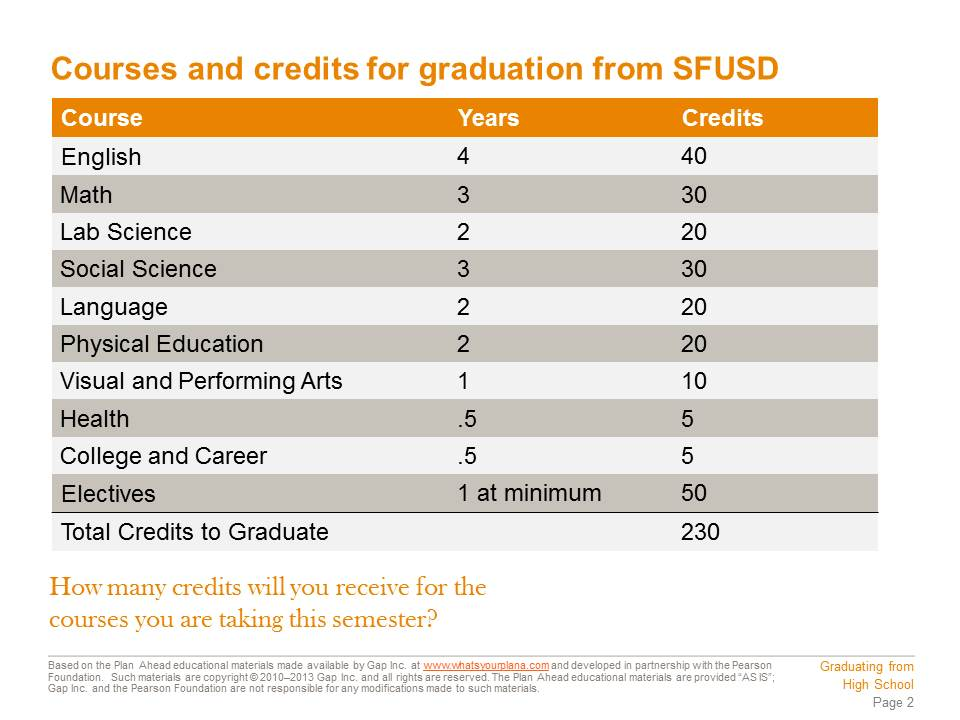 Courses and credits for graduation from SFUSD
Course Years Credits
English 4 40
Math 3 30
Lab Science 2 20
Social Science 3 30
Language 2 20
Physical Education 2 20
Visual and Performing Arts 1 10
Health .5 5
College and Career .5 5
Electives 1 at minimum 50
Total Credits to Graduate 230
How many credits will you receive for the
courses you are taking this semester?
Based on the Plan Ahead educational materials made available by Gap Inc. at www.whatsyourplana.com and developed in partnership with the Pearson
Foundation. Such materials are copyright © 2010–2013 Gap Inc. and all rights are reserved. The Plan Ahead educational materials are provided “AS IS”;
Gap Inc. and the Pearson Foundation are not responsible for any modifications made to such materials.
Graduating from
High School
Page 2